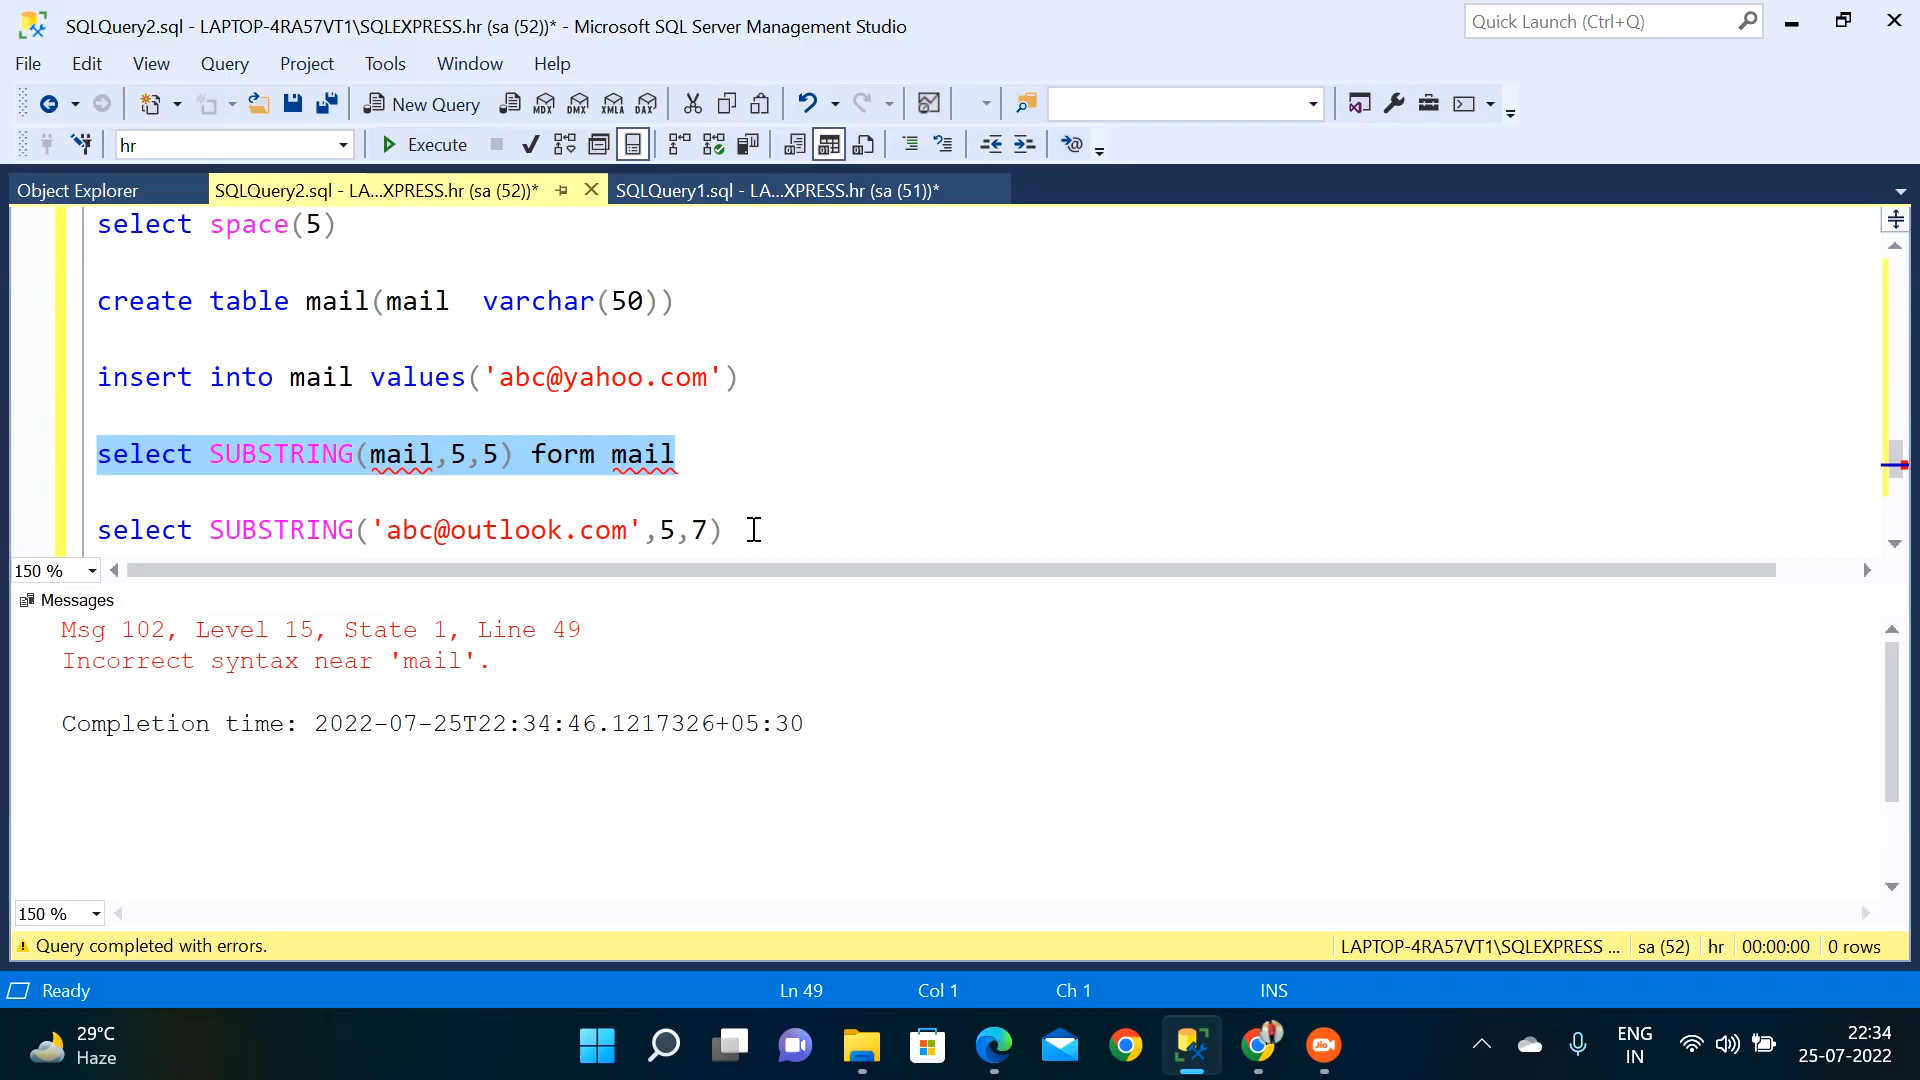 SQLQuery2.sql - LAPTOP-4RA57VT1\SQLEXPRESS.hr (sa (52))* - Microsoft SQL Server Management Studio
Quick Launch (Ctrl+Q)
File Edit View Query Project Tools Window Help
New Query MDX DMX XMLA DAX
hr Execute
Object Explorer SQLQuery2.sql - LA...XPRESS.hr (sa (52))* SQLQuery1.sql - LA...XPRESS.hr (sa (51))*
select space(5)
create table mail(mail  varchar(50))
insert into mail values('abc@yahoo.com')
select SUBSTRING(mail,5,5) form mail
select SUBSTRING('abc@outlook.com',5,7)
150 %
Messages
Msg 102, Level 15, State 1, Line 49
Incorrect syntax near 'mail'.
Completion time: 2022-07-25T22:34:46.1217326+05:30
150 %
Query completed with errors. LAPTOP-4RA57VT1\SQLEXPRESS ... sa (52) hr 00:00:00 0 rows
Ready Ln 49 Col 1 Ch 1 INS
29°C
Haze
Jio
ENG
IN
22:34
25-07-2022